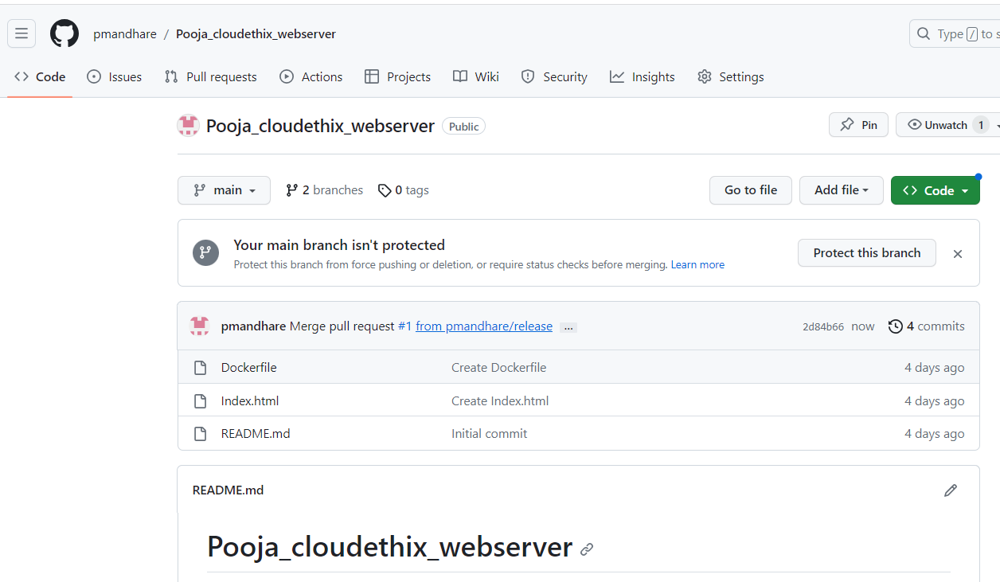 pmandhare / Pooja_cloudethix_webserver Type / to s
Code Issues Pull requests Actions Projects Wiki Security Insights Settings
Pooja_cloudethix_webserver Public Pin Unwatch 1
main 2 branches 0 tags Go to file Add file Code
Your main branch isn't protected
Protect this branch from force pushing or deletion, or require status checks before merging. Learn more
Protect this branch
pmandhare Merge pull request #1 from pmandhare/release ... 2d84b66 now 4 commits
Dockerfile Create Dockerfile 4 days ago
Index.html Create Index.html 4 days ago
README.md Initial commit 4 days ago
README.md
Pooja_cloudethix_webserver